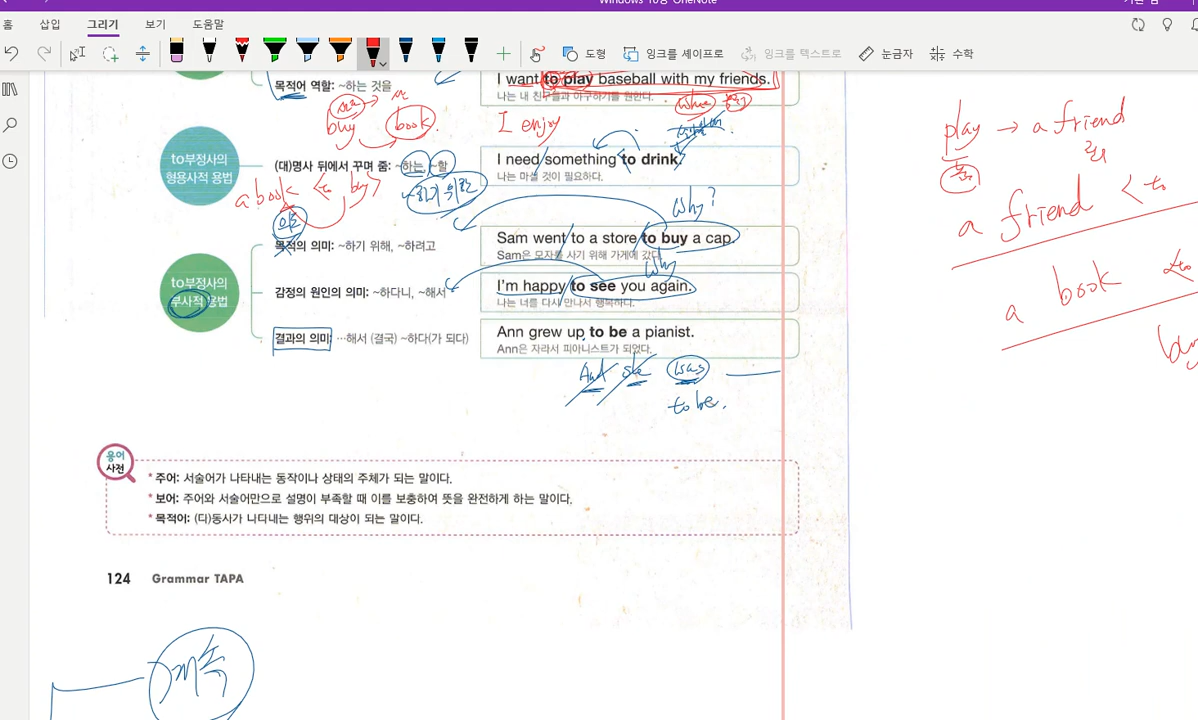 Windows 10용 OneNote
홈 삽입 그리기 보기 도움말
도형 잉크를 셰이프로 잉크를 텍스트로 눈금자 수학
목적어 역할: ~하는 것을
I want to play baseball with my friends.
나는 내 친구들과 야구하기를 원한다.
buy book.
I enjoy
play → a friend
to부정사의
형용사적 용법
(대)명사 뒤에서 꾸며 줌: ~하는, ~할
I need something to drink.
나는 마실 것이 필요하다.
a book < to buy >
~하기 위한
a friend < to
Why?
의도
목적의 의미: ~하기 위해, ~하려고
Sam went to a store to buy a cap.
Sam은 모자를 사기 위해 가게에 갔다.
why
to부정사의
부사적 용법
감정의 원인의 의미: ~하다니, ~해서
I'm happy to see you again.
나는 너를 다시 만나서 행복하다.
a book < to
결과의 의미: …해서 (결국) ~하다(가 되다)
Ann grew up to be a pianist.
Ann은 자라서 피아니스트가 되었다.
And she was
to be.
용어
사전
* 주어: 서술어가 나타내는 동작이나 상태의 주체가 되는 말이다.
* 보어: 주어와 서술어만으로 설명이 부족할 때 이를 보충하여 뜻을 완전하게 하는 말이다.
* 목적어: (타)동사가 나타내는 행위의 대상이 되는 말이다.
124 Grammar TAPA